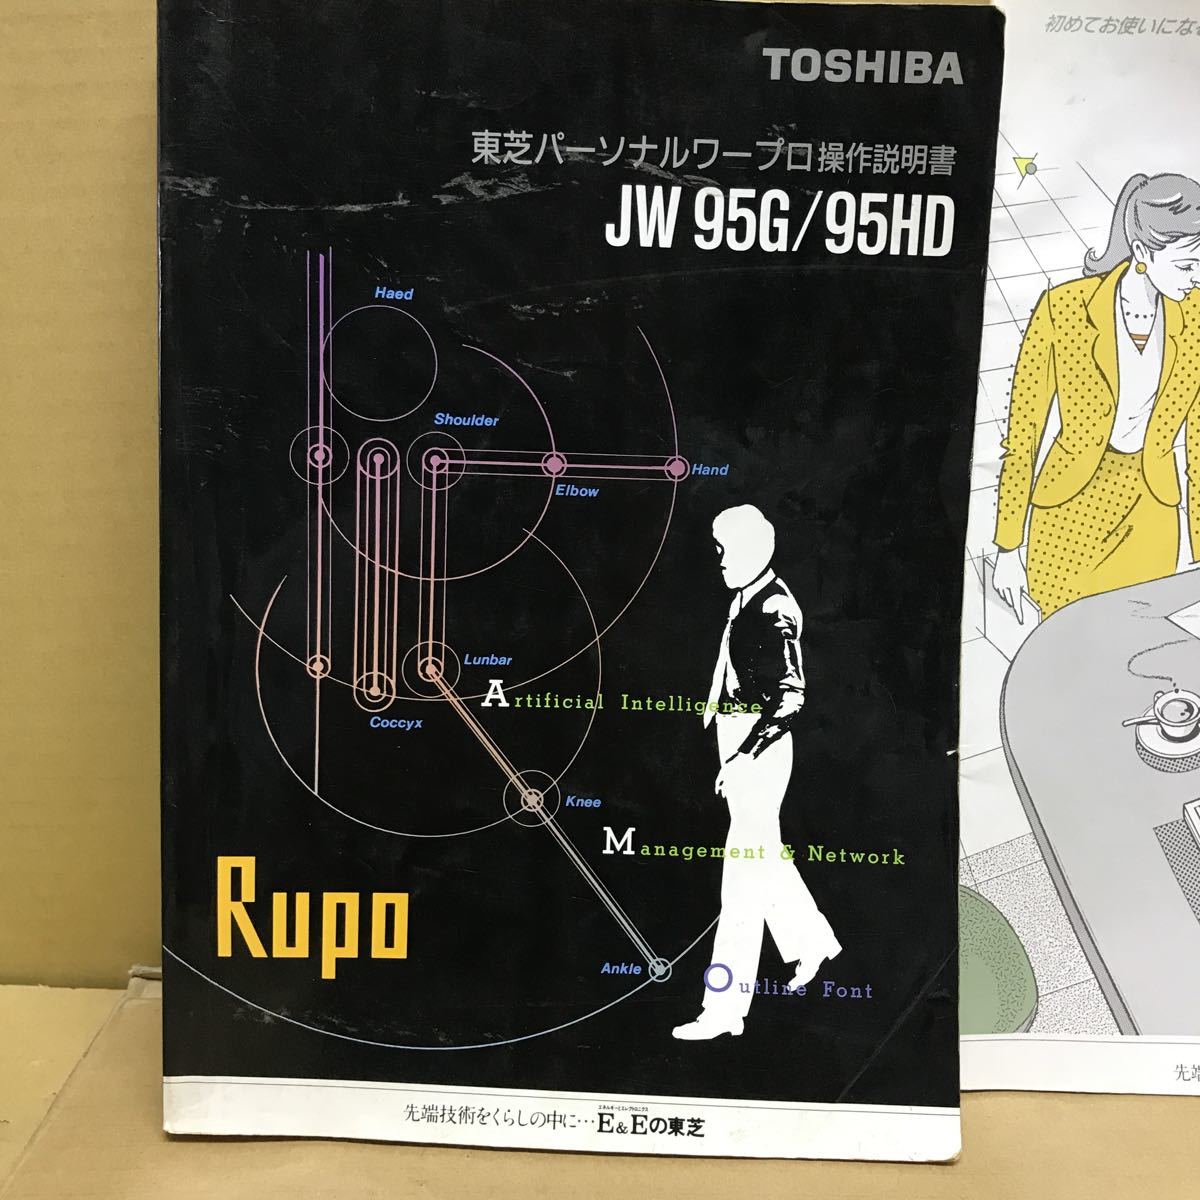 TOSHIBA
東芝パーソナルワープロ操作説明書
JW 95G/95HD
Haed
Shoulder
Elbow
Hand
Lunbar
Coccyx
Artificial Intelligence
Knee
Management & Network
Rupo
Ankle
Outline Font
先端技術をくらしの中に…エネルギーとエレクトロニクス E&Eの東芝
初めてお使いにな
先端